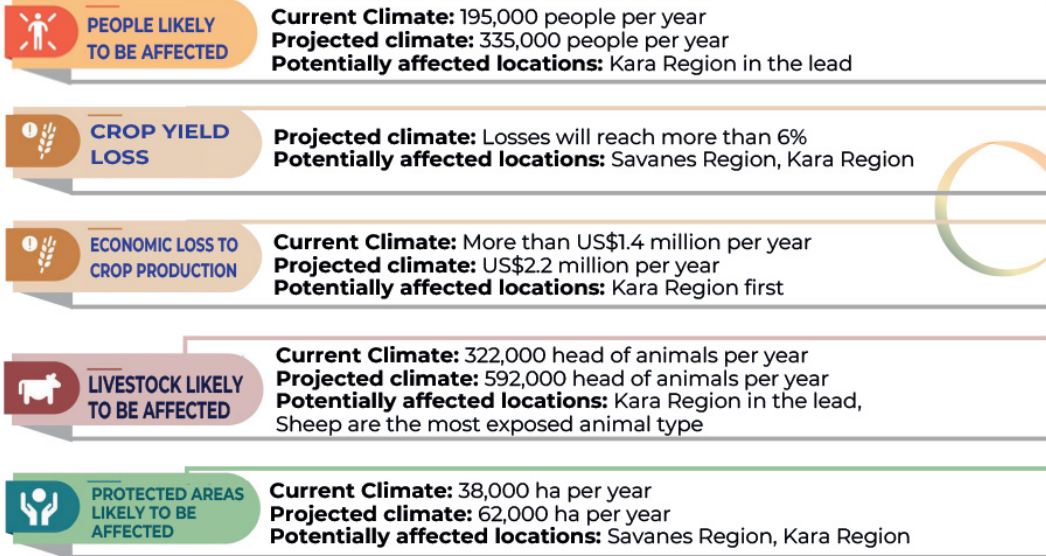 PEOPLE LIKELY
TO BE AFFECTED
Current Climate: 195,000 people per year
Projected climate: 335,000 people per year
Potentially affected locations: Kara Region in the lead
CROP YIELD
LOSS
Projected climate: Losses will reach more than 6%
Potentially affected locations: Savanes Region, Kara Region
ECONOMIC LOSS TO
CROP PRODUCTION
Current Climate: More than US$1.4 million per year
Projected climate: US$2.2 million per year
Potentially affected locations: Kara Region first
LIVESTOCK LIKELY
TO BE AFFECTED
Current Climate: 322,000 head of animals per year
Projected climate: 592,000 head of animals per year
Potentially affected locations: Kara Region in the lead,
Sheep are the most exposed animal type
PROTECTED AREAS
LIKELY TO BE
AFFECTED
Current Climate: 38,000 ha per year
Projected climate: 62,000 ha per year
Potentially affected locations: Savanes Region, Kara Region